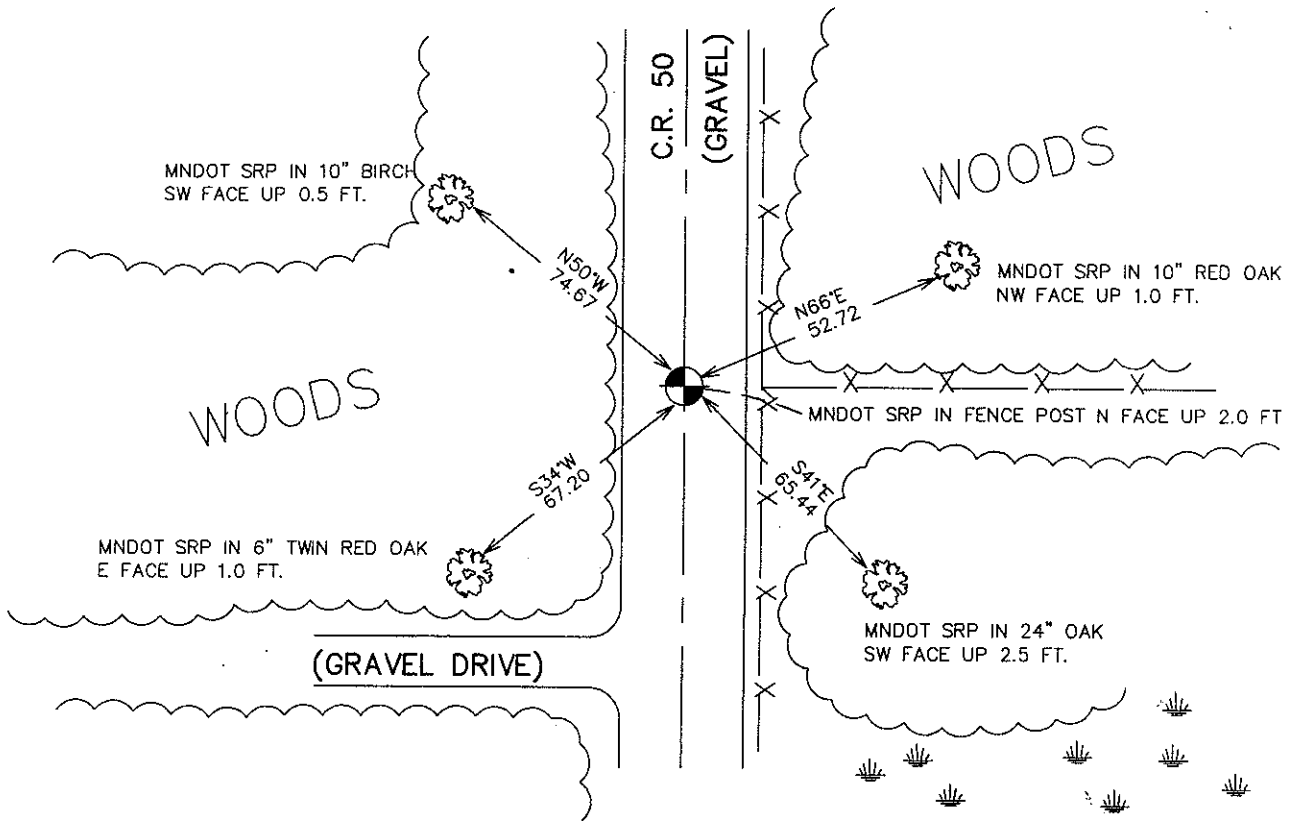 C.R. 50
(GRAVEL)
MNDOT SRP IN 10" BIRCH
SW FACE UP 0.5 FT.
WOODS
N50°W
74.67
N66°E
52.72
MNDOT SRP IN 10" RED OAK
NW FACE UP 1.0 FT.
WOODS
MNDOT SRP IN FENCE POST N FACE UP 2.0 FT
S34°W
67.20
S41°E
65.44
MNDOT SRP IN 6" TWIN RED OAK
E FACE UP 1.0 FT.
MNDOT SRP IN 24" OAK
SW FACE UP 2.5 FT.
(GRAVEL DRIVE)